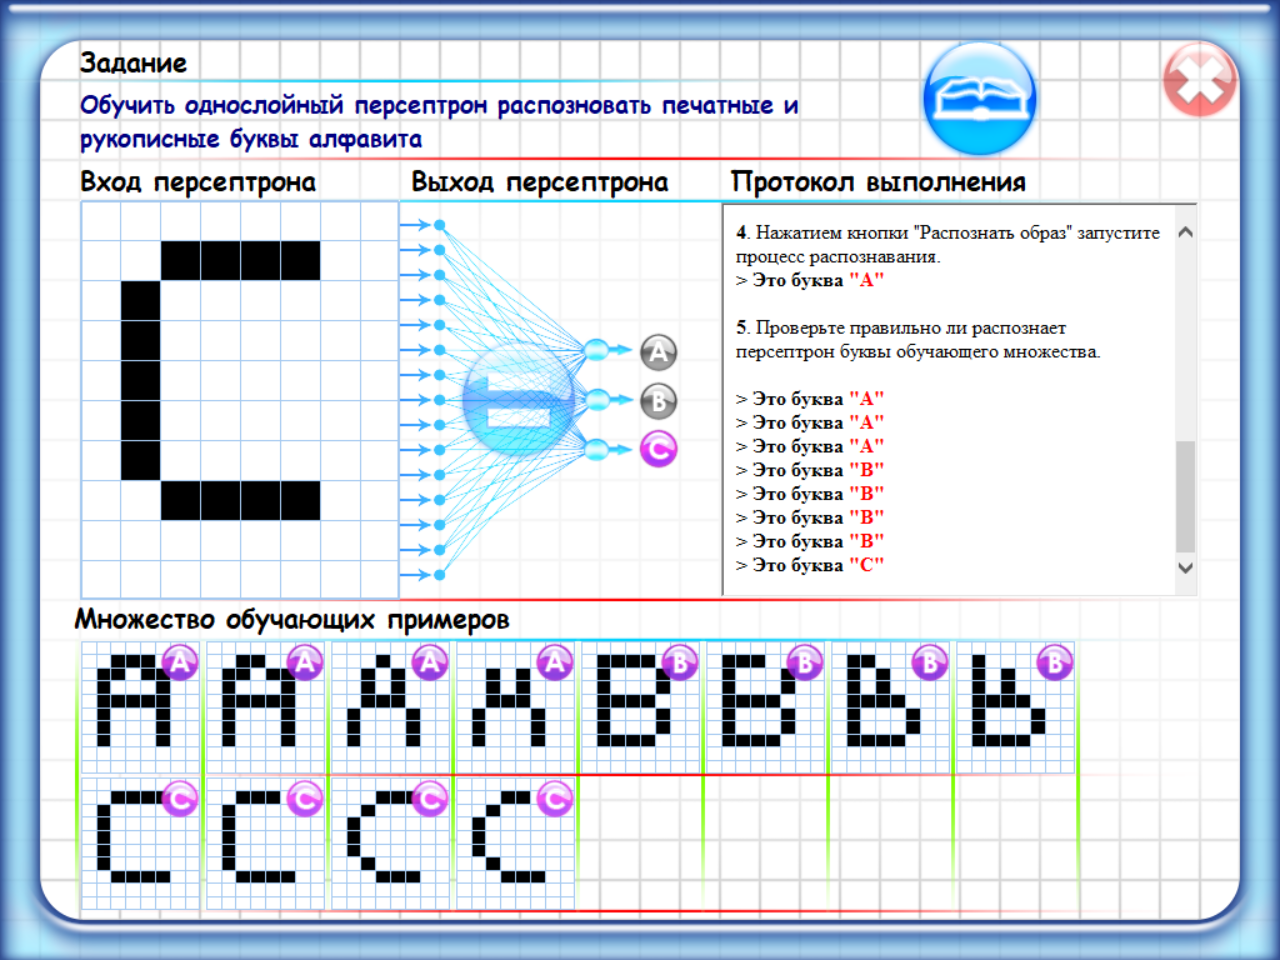 Задание
Обучить однослойный персептрон распозновать печатные и
рукописные буквы алфавита
Вход персептрона
Выход персептрона
Протокол выполнения
A
B
C
4. Нажатием кнопки "Распознать образ" запустите
процесс распознавания.
> Это буква "A"
5. Проверьте правильно ли распознает
персептрон буквы обучающего множества.
> Это буква "A"
> Это буква "A"
> Это буква "A"
> Это буква "B"
> Это буква "B"
> Это буква "B"
> Это буква "B"
> Это буква "C"
Множество обучающих примеров
A A A A B B B B
C C C C